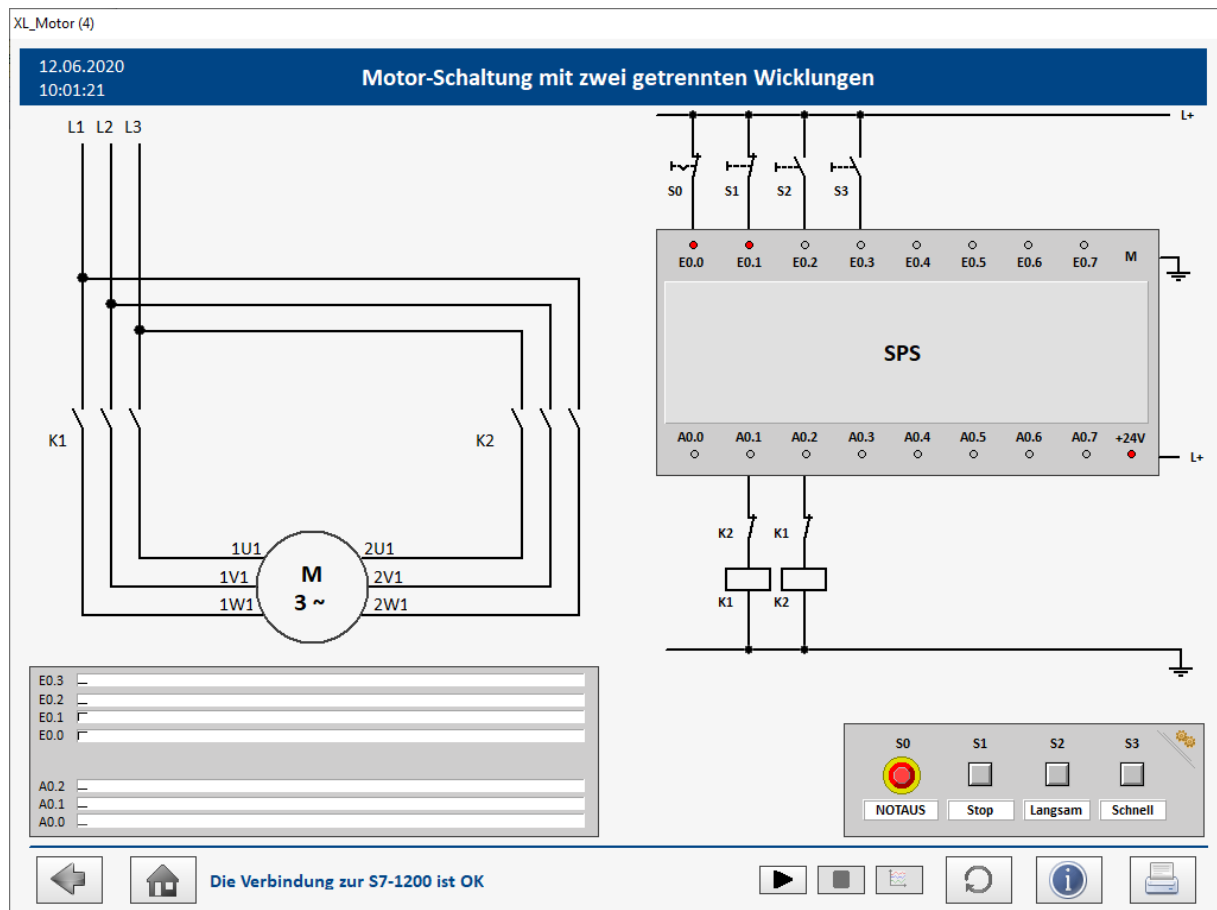 XL_Motor (4)
12.06.2020
10:01:21
Motor-Schaltung mit zwei getrennten Wicklungen
L1 L2 L3
L+
S0 S1 S2 S3
E0.0 E0.1 E0.2 E0.3 E0.4 E0.5 E0.6 E0.7 M
SPS
K1
K2
A0.0 A0.1 A0.2 A0.3 A0.4 A0.5 A0.6 A0.7 +24V
L+
K2 K1
K1 K2
1U1 2U1
1V1 M 2V1
1W1 3 ~ 2W1
E0.3
E0.2
E0.1
E0.0
A0.2
A0.1
A0.0
S0 S1 S2 S3
NOTAUS Stop Langsam Schnell
Die Verbindung zur S7-1200 ist OK